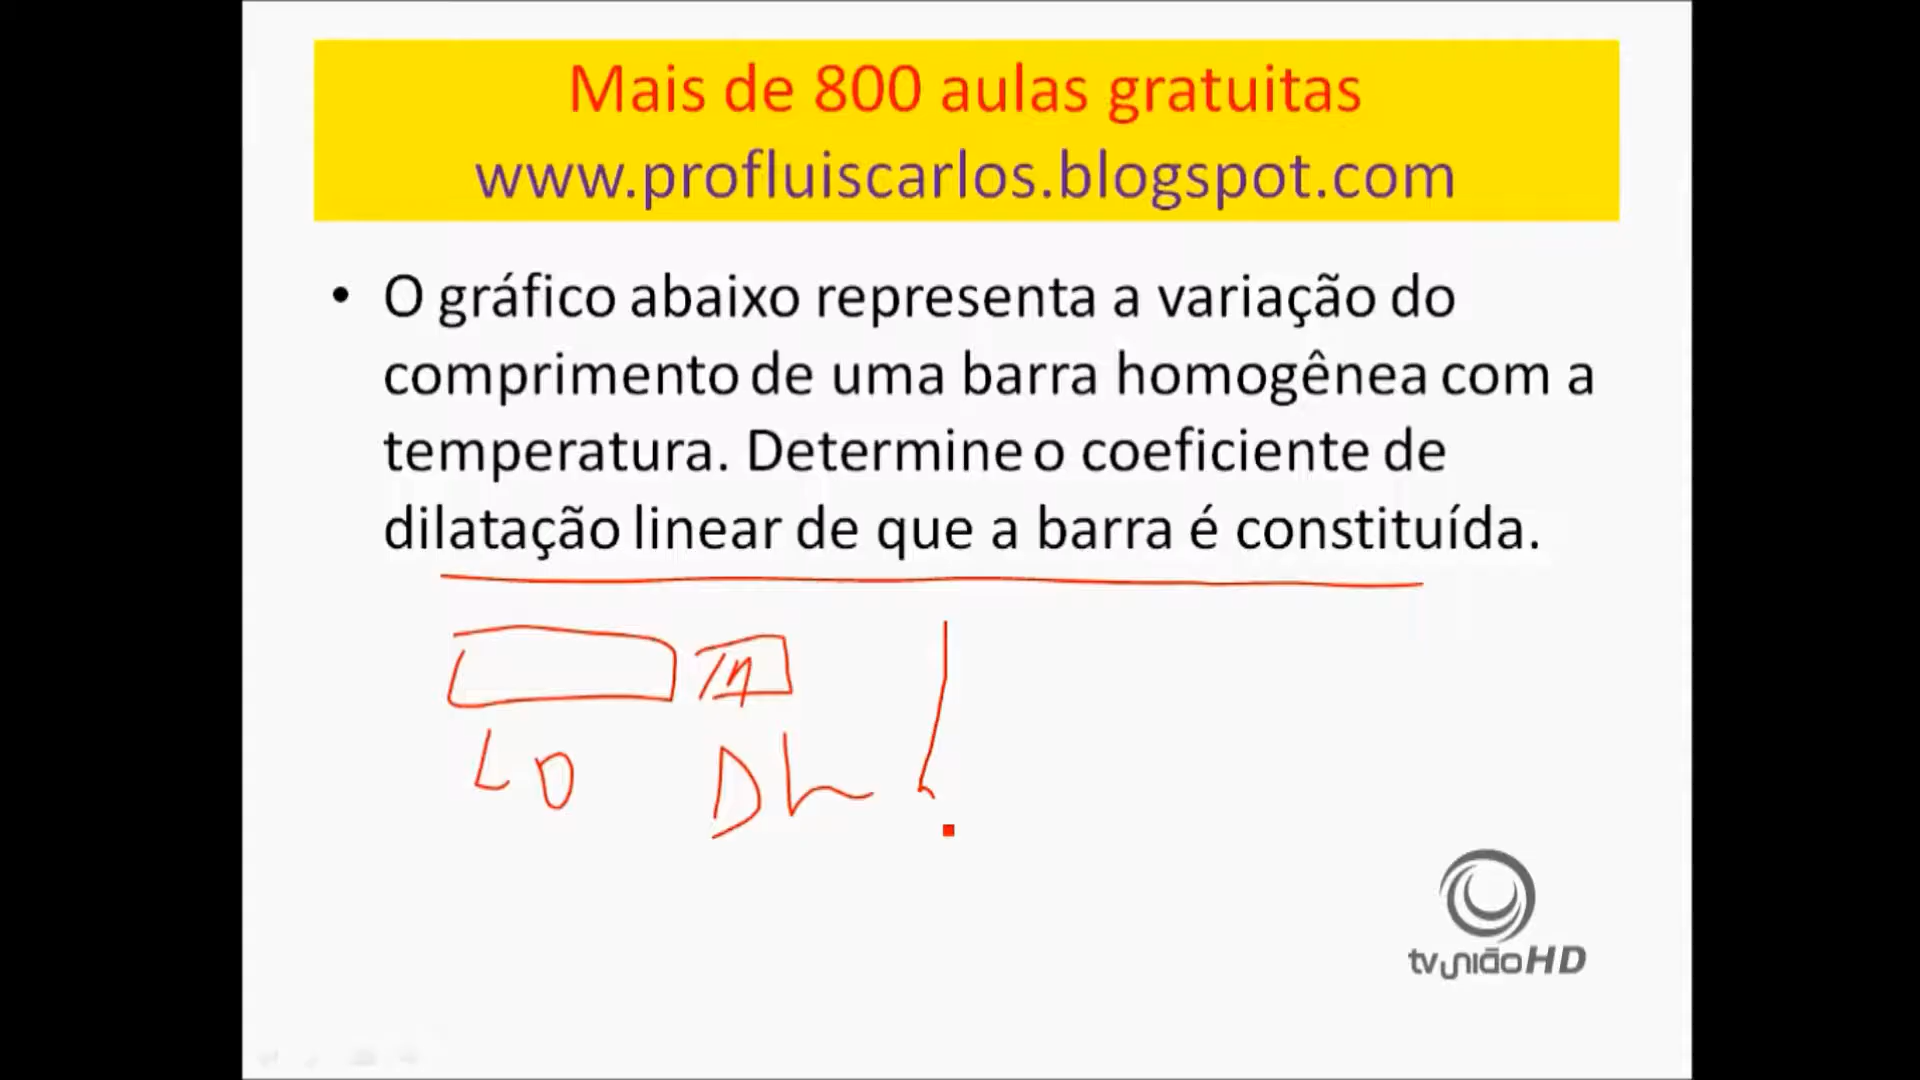 Mais de 800 aulas gratuitas
www.profluiscarlos.blogspot.com
• O gráfico abaixo representa a variação do
comprimento de uma barra homogênea com a
temperatura. Determine o coeficiente de
dilatação linear de que a barra é constituída.
L0 DL
tvuniãoHD